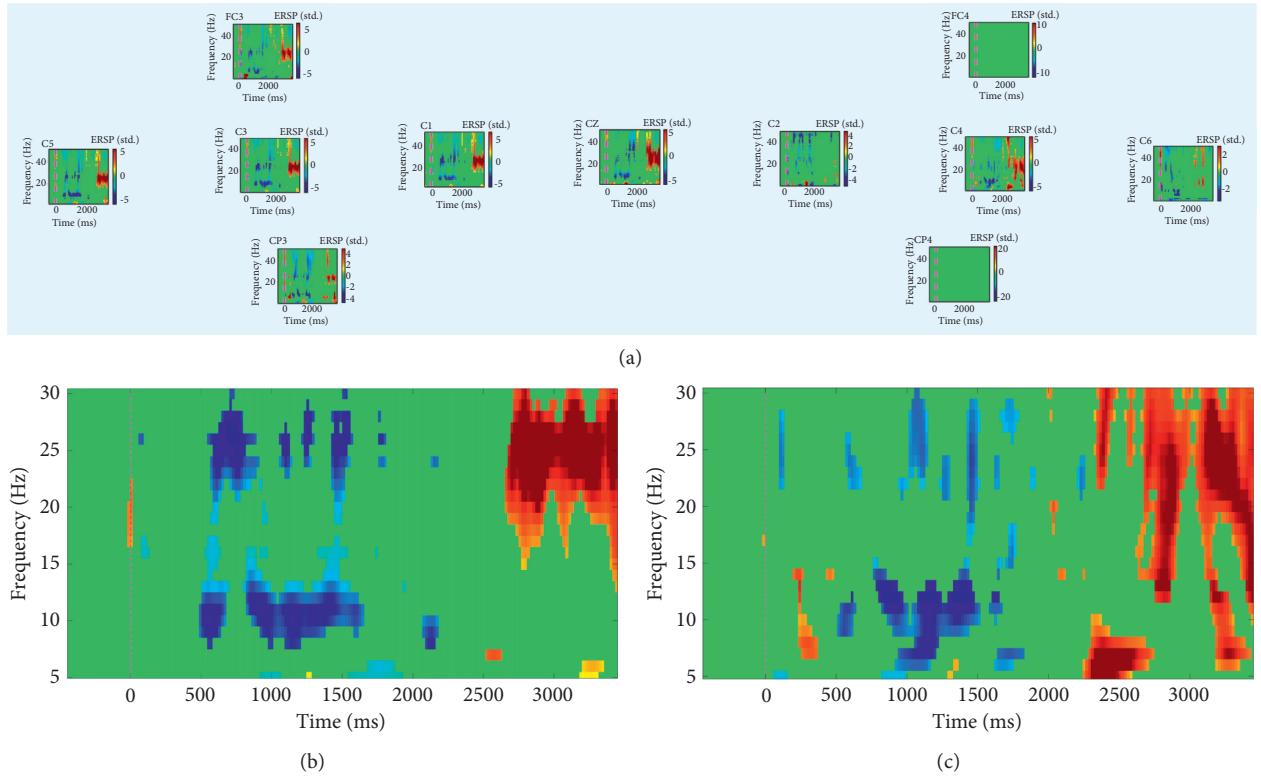 FC3 ERSP (std.)
Frequency (Hz)
40
20
5
0
-5
0 2000
Time (ms)
FC4 ERSP (std.)
Frequency (Hz)
40
20
10
0
-10
0 2000
Time (ms)
C5 ERSP (std.)
Frequency (Hz)
40
20
5
0
-5
0 2000
Time (ms)
C3 ERSP (std.)
Frequency (Hz)
40
20
5
0
-5
0 2000
Time (ms)
C1 ERSP (std.)
Frequency (Hz)
40
20
5
0
-5
0 2000
Time (ms)
CZ ERSP (std.)
Frequency (Hz)
40
20
5
0
-5
0 2000
Time (ms)
C2 ERSP (std.)
Frequency (Hz)
40
20
4
2
0
-2
-4
0 2000
Time (ms)
C4 ERSP (std.)
Frequency (Hz)
40
20
5
0
-5
0 2000
Time (ms)
C6 ERSP (std.)
Frequency (Hz)
40
20
2
0
-2
0 2000
Time (ms)
CP3 ERSP (std.)
Frequency (Hz)
40
20
4
2
0
-2
-4
0 2000
Time (ms)
CP4 ERSP (std.)
Frequency (Hz)
40
20
20
0
-20
0 2000
Time (ms)
(a)
Frequency (Hz)
30
25
20
15
10
5
0 500 1000 1500 2000 2500 3000
Time (ms)
(b)
Frequency (Hz)
30
25
20
15
10
5
0 500 1000 1500 2000 2500 3000
Time (ms)
(c)